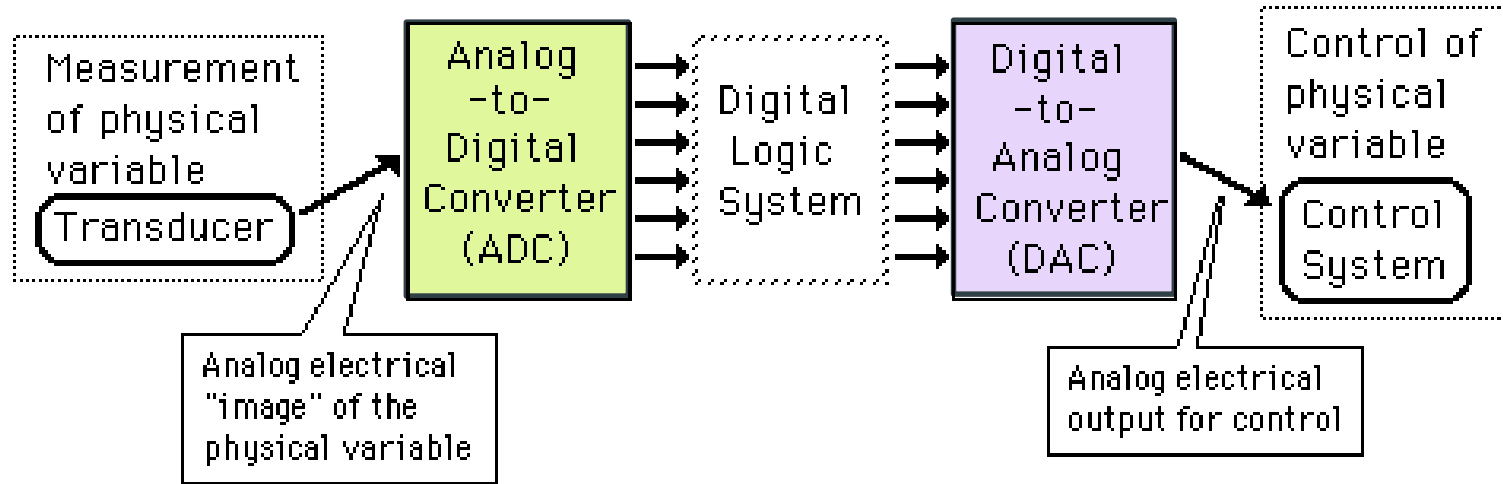 Measurement
of physical
variable
Transducer
Analog
-to-
Digital
Converter
(ADC)
Digital
Logic
System
Digital
-to-
Analog
Converter
(DAC)
Control of
physical
variable
Control
System
Analog electrical
"image" of the
physical variable
Analog electrical
output for control